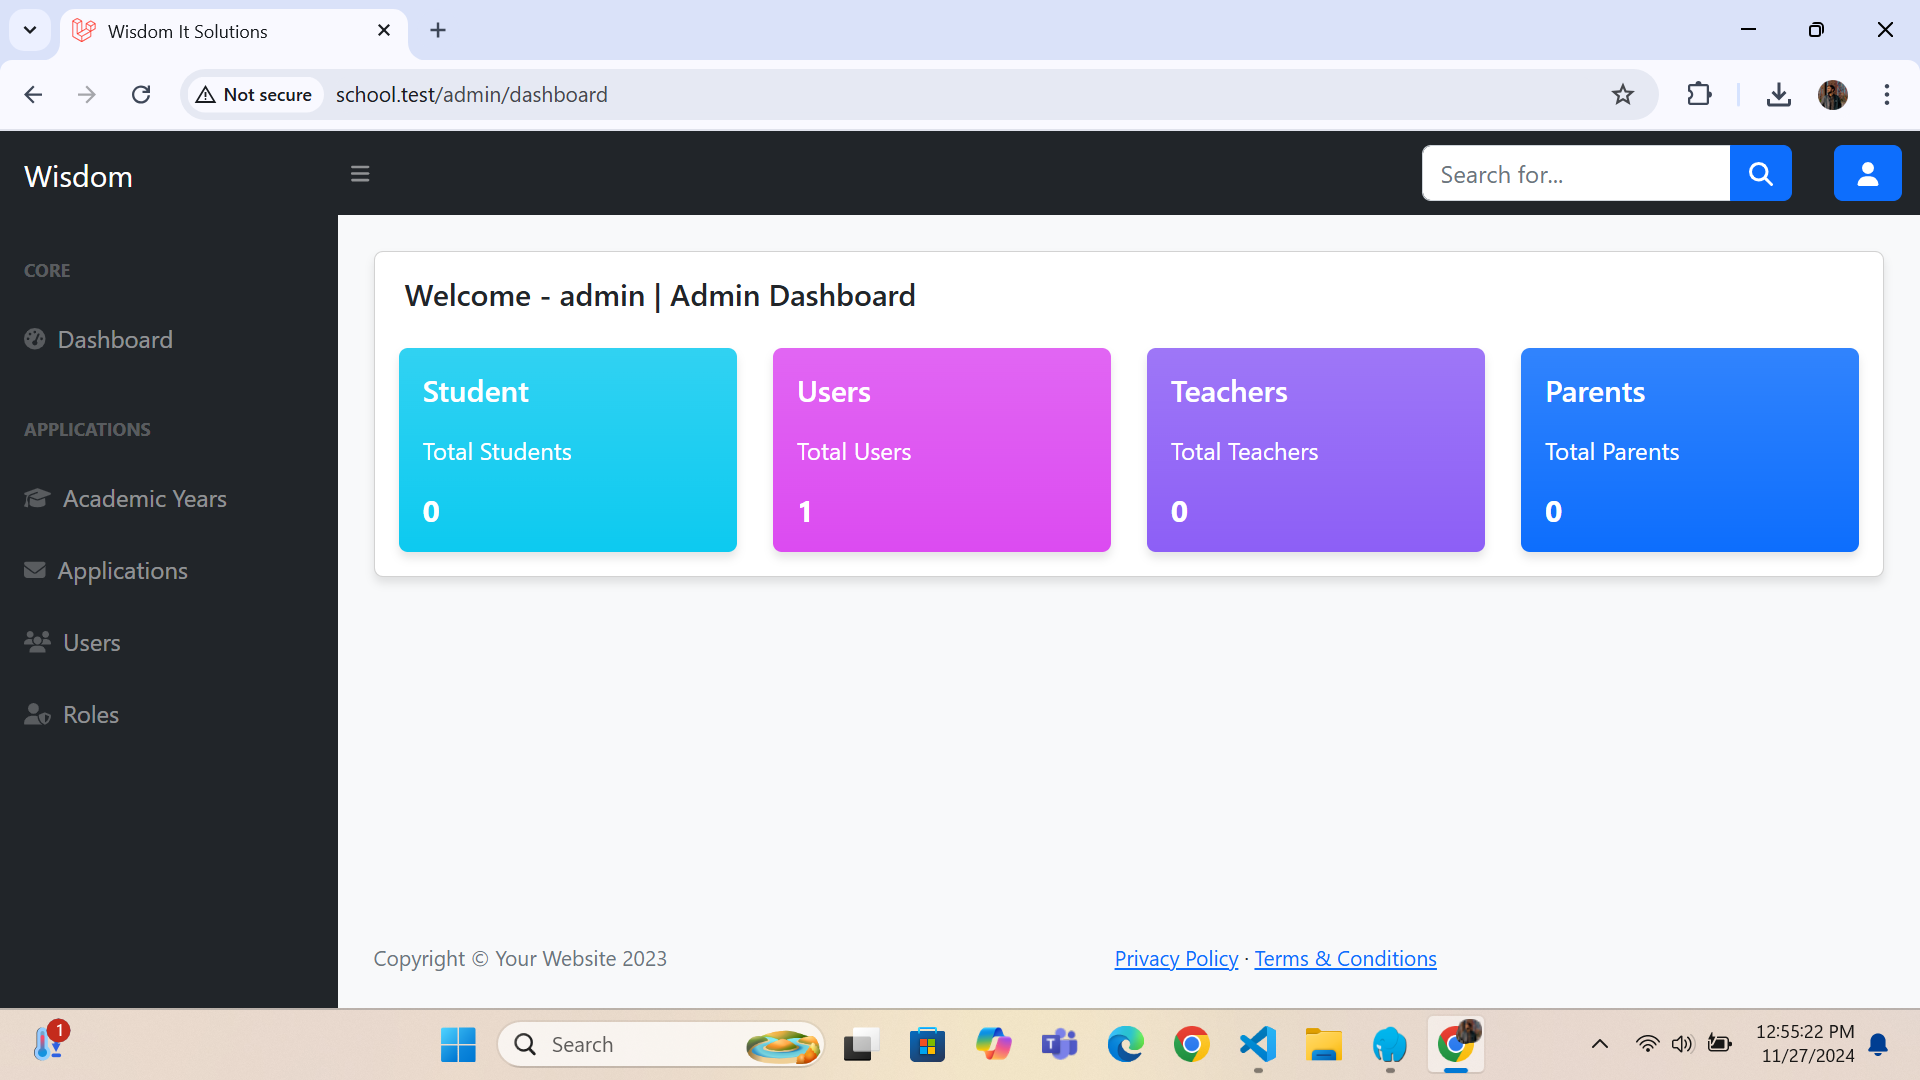 Wisdom It Solutions
Not secure
school.test/admin/dashboard
Wisdom
Search for...
CORE
Dashboard
APPLICATIONS
Academic Years
Applications
Users
Roles
Welcome - admin | Admin Dashboard
Student
Total Students
0
Users
Total Users
1
Teachers
Total Teachers
0
Parents
Total Parents
0
Copyright © Your Website 2023
Privacy Policy · Terms & Conditions
1
Search
T
12:55:22 PM
11/27/2024